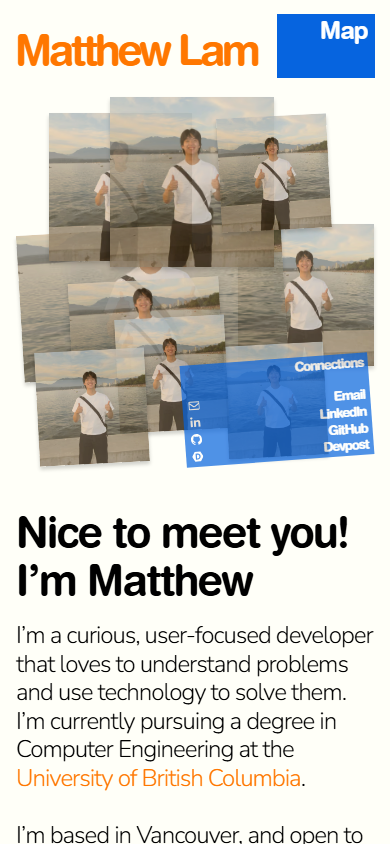 Matthew Lam
Map
Connections
Email
LinkedIn
GitHub
Devpost
Nice to meet you!
I’m Matthew
I’m a curious, user-focused developer
that loves to understand problems
and use technology to solve them.
I’m currently pursuing a degree in
Computer Engineering at the
University of British Columbia.
I’m based in Vancouver, and open to